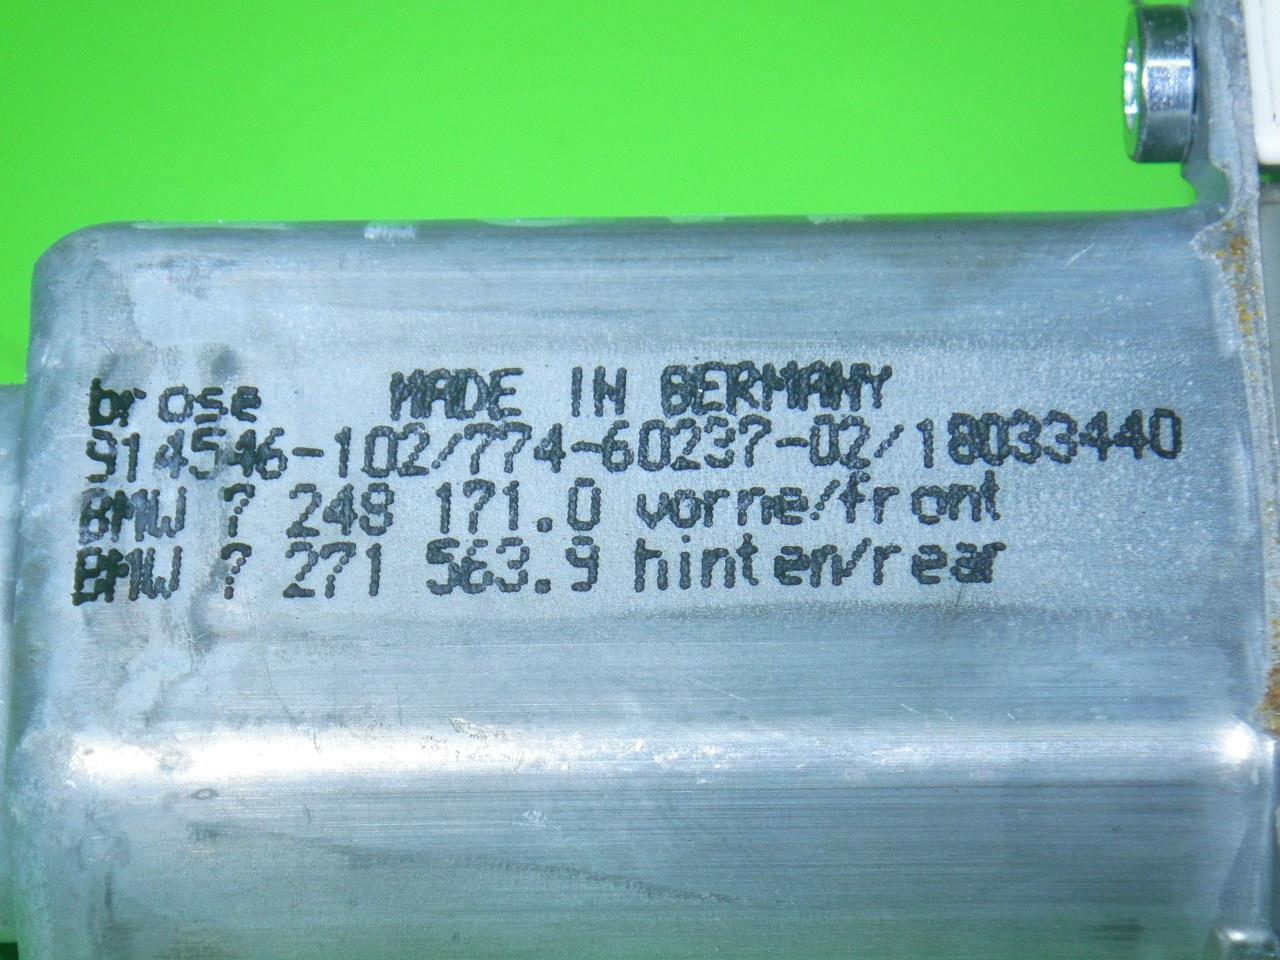 brose MADE IN GERMANY
914546-102/774-60237-02/18033440
BMW 7 249 171.0 vorne/front
BMW 7 271 563.9 hinten/rear